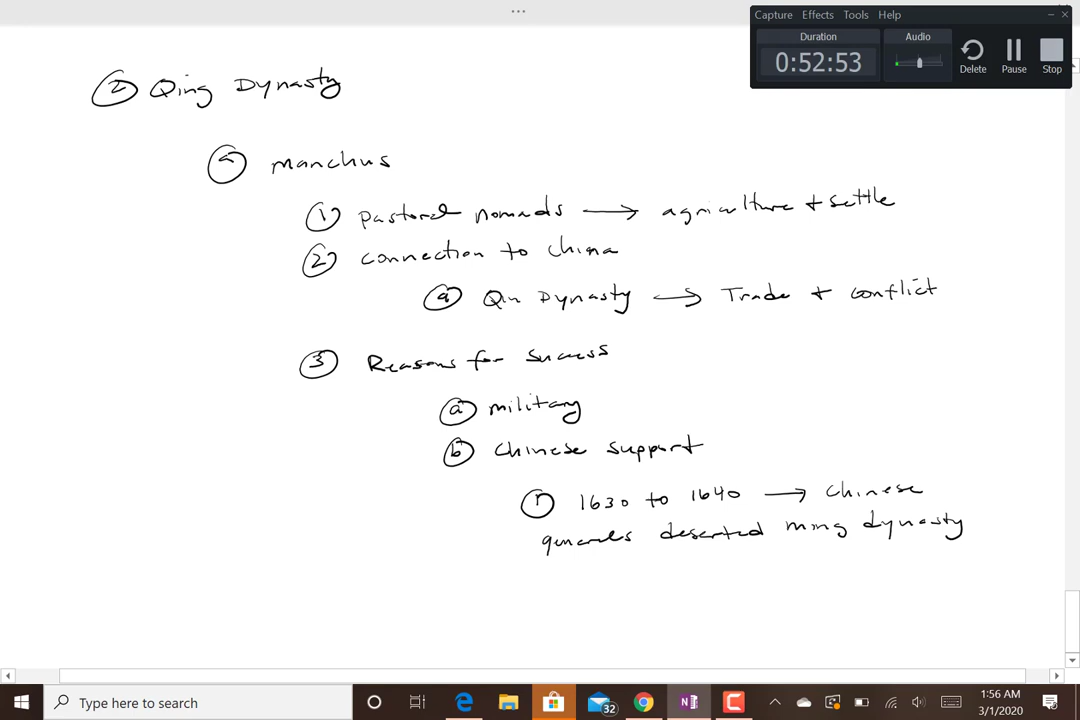 Capture Effects Tools Help
Duration Audio
0:52:53 Delete Pause Stop
② Qing Dynasty
ⓐ manchus
① pastoral nomads → agriculture + settle
② connection to china
ⓐ Qin Dynasty → Trade + conflict
③ Reasons for success
ⓐ military
ⓑ Chinese support
① 1630 to 1640 → Chinese
generals deserted ming dynasty
Type here to search
32
1:56 AM
3/1/2020